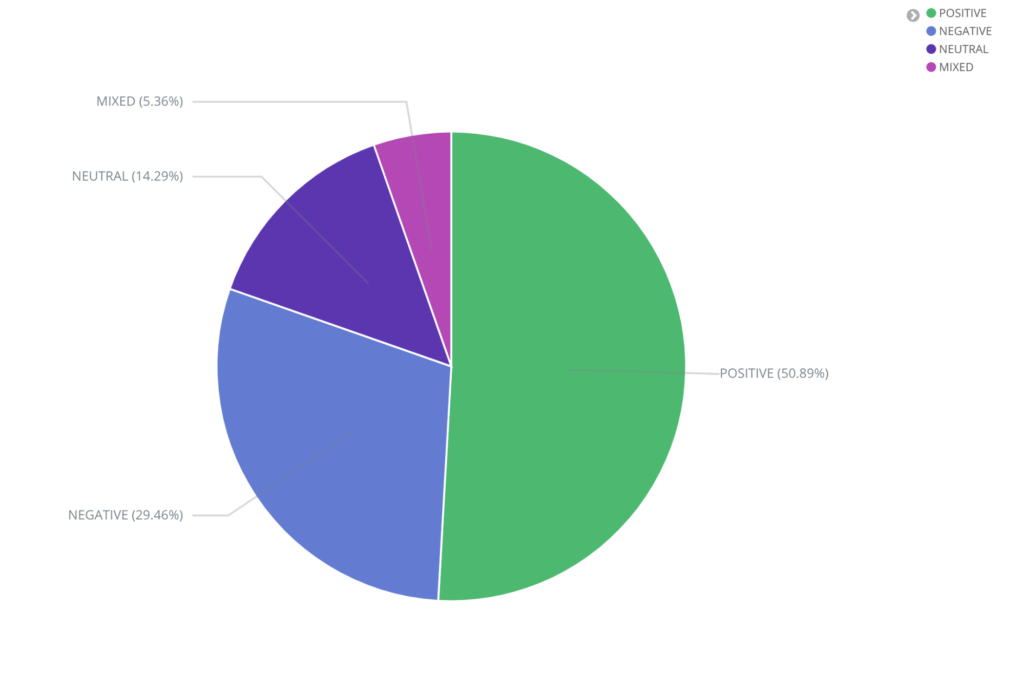 POSITIVE
NEGATIVE
NEUTRAL
MIXED
MIXED (5.36%)
NEUTRAL (14.29%)
POSITIVE (50.89%)
NEGATIVE (29.46%)